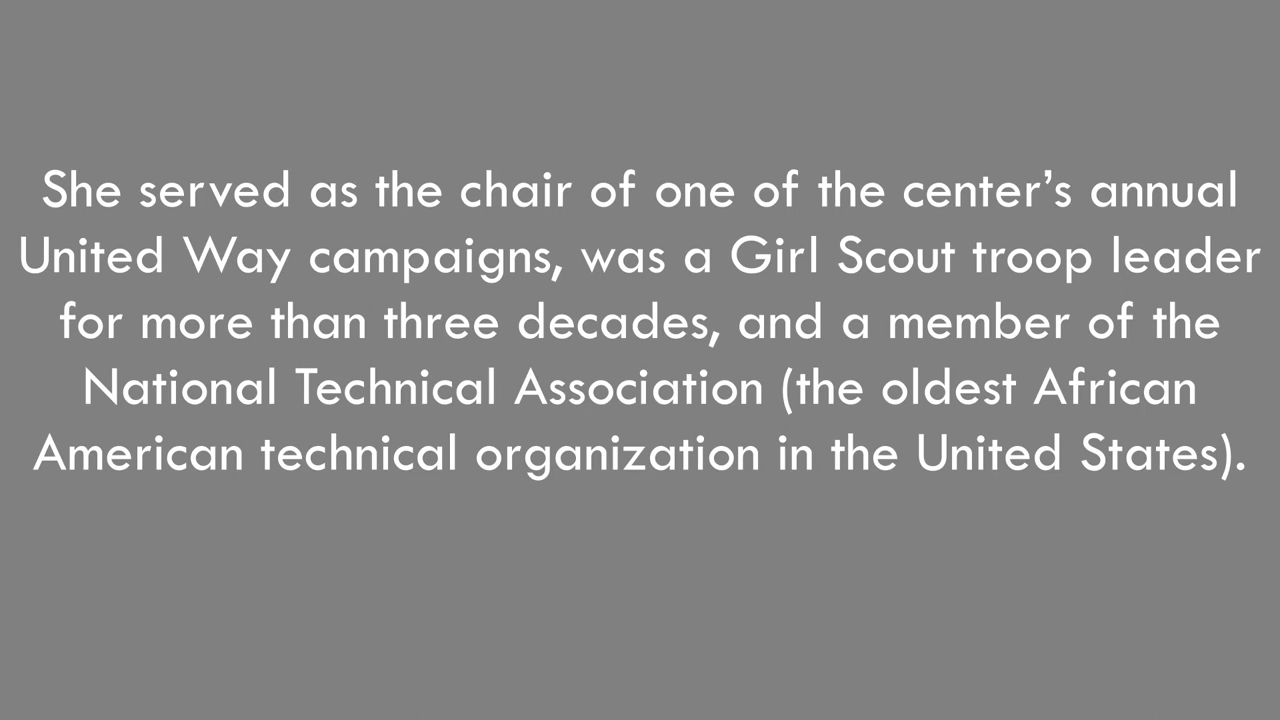 She served as the chair of one of the center’s annual
United Way campaigns, was a Girl Scout troop leader
for more than three decades, and a member of the
National Technical Association (the oldest African
American technical organization in the United States).